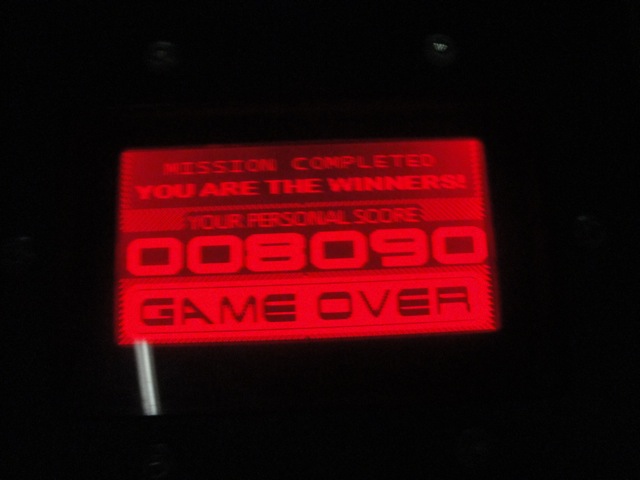 MISSION COMPLETED
YOU ARE THE WINNERS!
YOUR PERSONAL SCORE
008090
GAME OVER